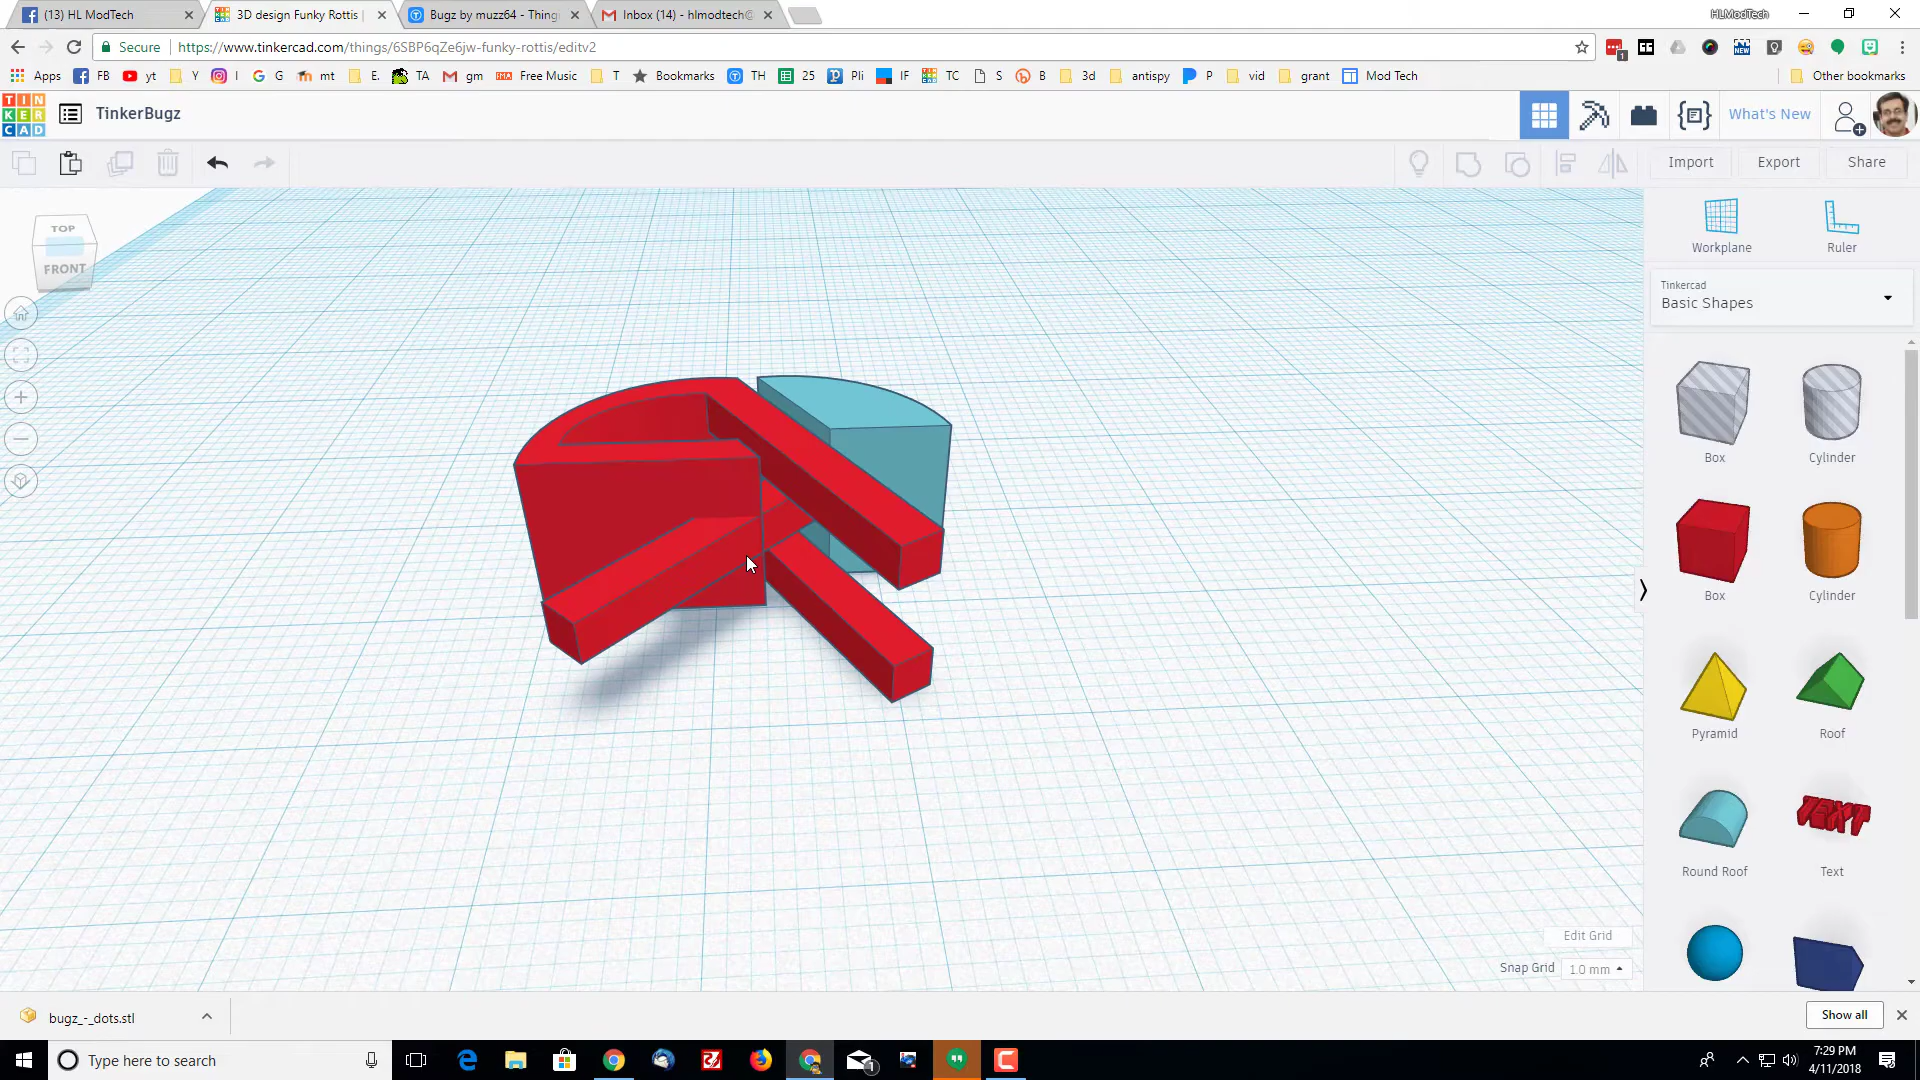 (13) HL ModTech
3D design Funky Rottis |
Bugz by muzz64 - Thing
Inbox (14) - hlmodtech@
HLModTech
Secure
https://www.tinkercad.com/things/6SBP6qZe6jw-funky-rottis/editv2
1
NEW
Apps
FB
yt
Y
I
G
mt
E.
TA
gm
Free Music
T
Bookmarks
TH
25
Pli
IF
TC
S
B
3d
antispy
P
vid
grant
Mod Tech
Other bookmarks
TIN
KER
CAD
TinkerBugz
What's New
Import
Export
Share
TOP
FRONT
Workplane
Ruler
Tinkercad
Basic Shapes
Box
Cylinder
Box
Cylinder
Pyramid
Roof
TEXT
Round Roof
Text
Edit Grid
Snap Grid
1.0 mm
bugz_-_dots.stl
Show all
Type here to search
1
7:29 PM
4/11/2018